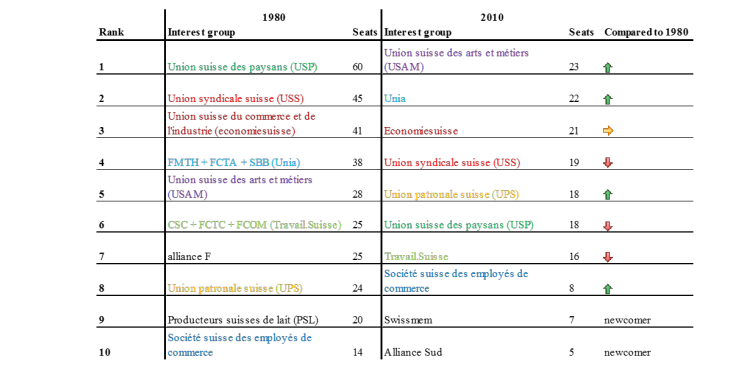 1980 2010
Rank Interest group Seats Interest group Seats Compared to 1980
1 Union suisse des paysans (USP) 60 Union suisse des arts et métiers (USAM) 23
2 Union syndicale suisse (USS) 45 Unia 22
3 Union suisse du commerce et de l'industrie (economiesuisse) 41 Economiesuisse 21
4 FMTH + FCTA + SBB (Unia) 38 Union syndicale suisse (USS) 19
5 Union suisse des arts et métiers (USAM) 28 Union patronale suisse (UPS) 18
6 CSC + FCTC + FCOM (Travail.Suisse) 25 Union suisse des paysans (USP) 18
7 alliance F 25 Travail.Suisse 16
8 Union patronale suisse (UPS) 24 Société suisse des employés de commerce 8
9 Producteurs suisses de lait (PSL) 20 Swissmem 7 newcomer
10 Société suisse des employés de commerce 14 Alliance Sud 5 newcomer